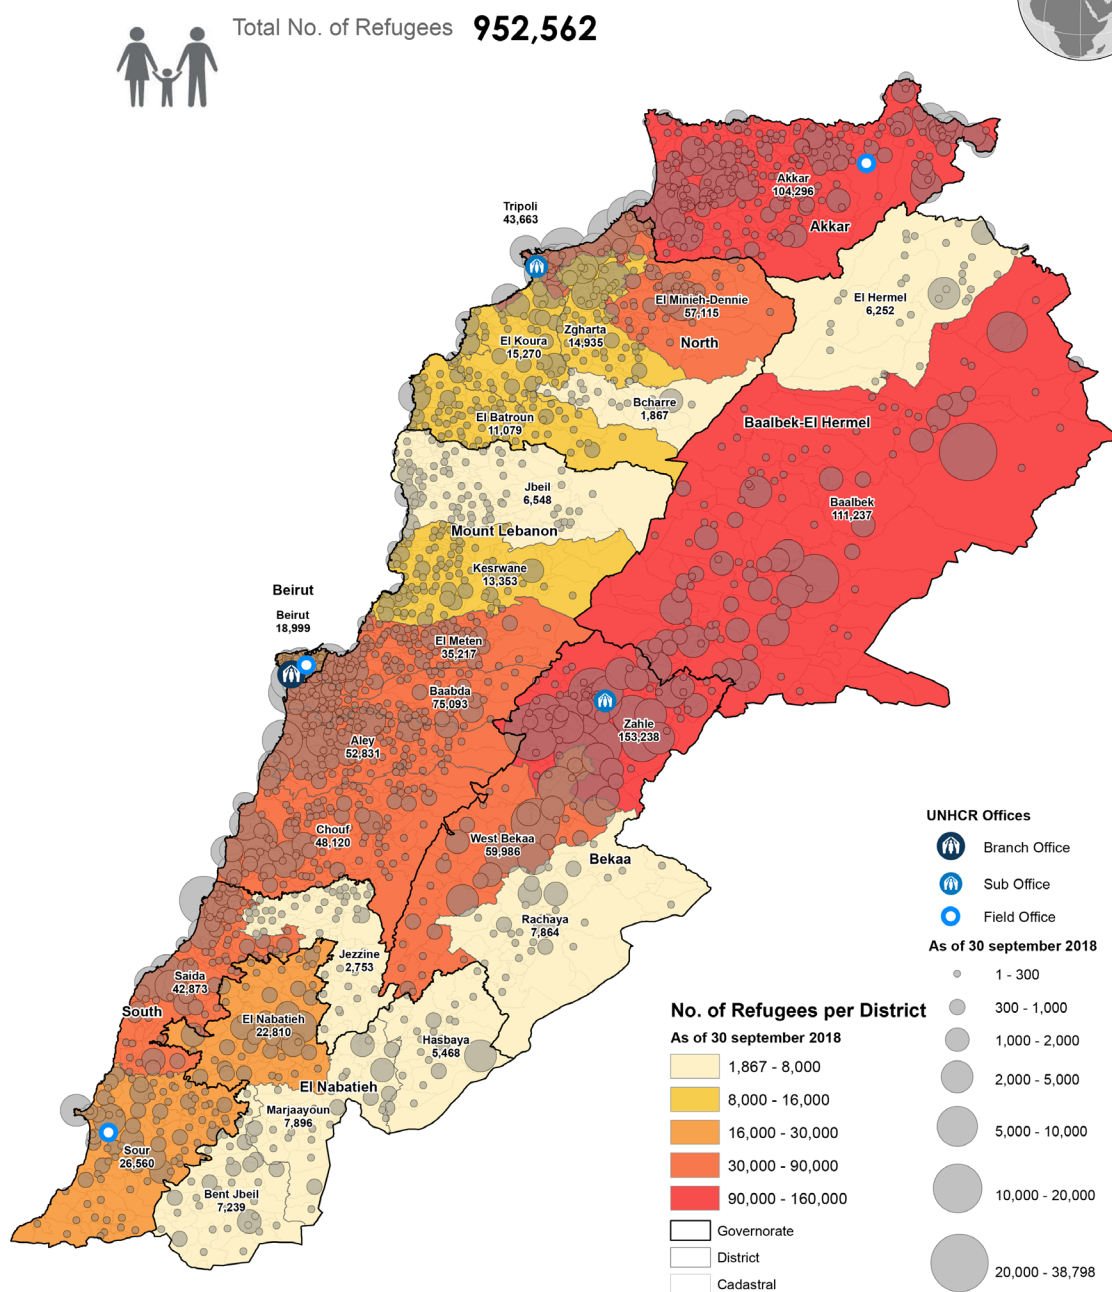 Total No. of Refugees 952,562
Akkar
104,296
Akkar
Tripoli
43,663
El Hermel
6,252
El Minieh-Dennie
57,115
Zgharta
14,935
El Koura
15,270
North
Bcharre
1,867
El Batroun
11,079
Baalbek-El Hermel
Jbeil
6,548
Baalbek
111,237
Mount Lebanon
Kesrwane
13,353
Beirut
Beirut
18,999
El Meten
35,217
Baabda
75,093
Zahle
153,238
Aley
52,831
Chouf
48,120
West Bekaa
59,986
Bekaa
Rachaya
7,864
Jezzine
2,753
Saida
42,873
South
El Nabatieh
22,810
Hasbaya
5,468
El Nabatieh
Marjaayoun
7,896
Sour
26,560
Bent Jbeil
7,239
UNHCR Offices
Branch Office
Sub Office
Field Office
As of 30 september 2018
1 - 300
300 - 1,000
1,000 - 2,000
2,000 - 5,000
5,000 - 10,000
10,000 - 20,000
20,000 - 38,798
No. of Refugees per District
As of 30 september 2018
1,867 - 8,000
8,000 - 16,000
16,000 - 30,000
30,000 - 90,000
90,000 - 160,000
Governorate
District
Cadastral